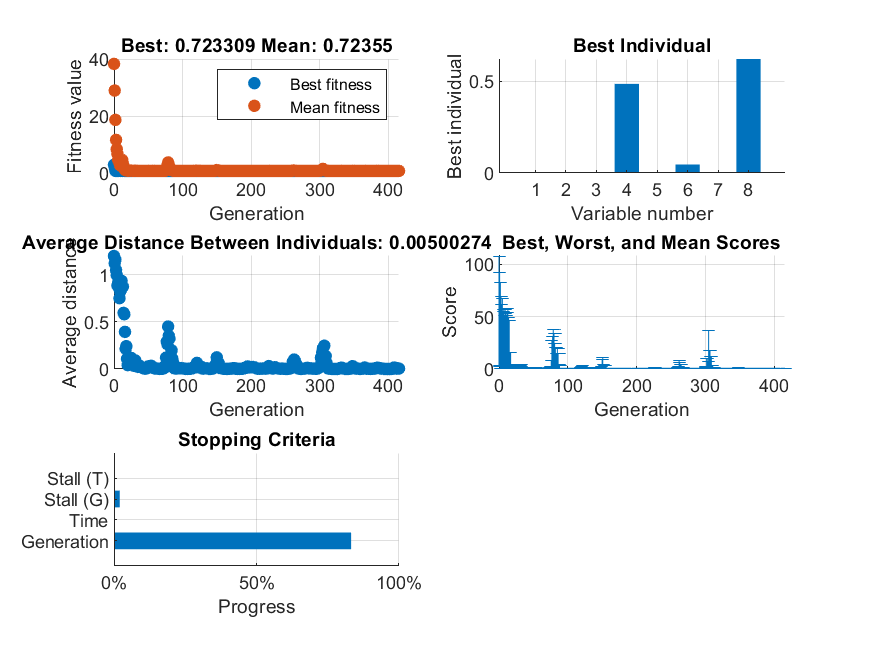 Best: 0.723309 Mean: 0.72355
Fitness value
40
20
0
Best fitness
Mean fitness
0 100 200 300 400
Generation
Best Individual
Best individual
0.5
0
1 2 3 4 5 6 7 8
Variable number
Average Distance Between Individuals: 0.00500274
Average distance
1
0.5
0
0 100 200 300 400
Generation
Best, Worst, and Mean Scores
Score
100
50
0
0 100 200 300 400
Generation
Stopping Criteria
Stall (T)
Stall (G)
Time
Generation
0% 50% 100%
Progress